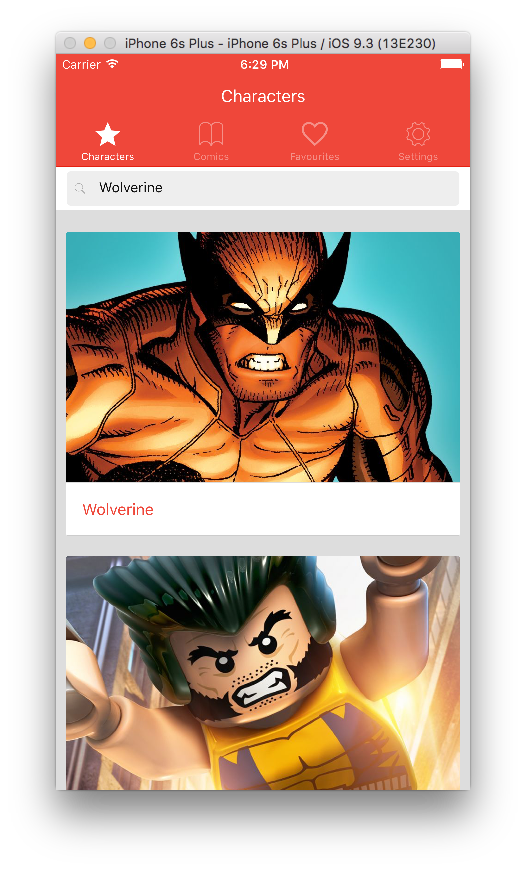 iPhone 6s Plus - iPhone 6s Plus / iOS 9.3 (13E230)
Carrier 6:29 PM
Characters
Characters Comics Favourites Settings
Wolverine
Wolverine